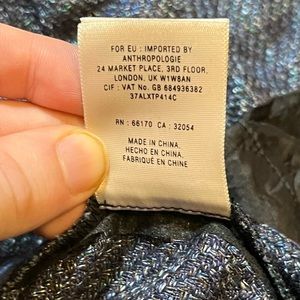 FOR EU : IMPORTED BY
ANTHROPOLOGIE
24 MARKET PLACE, 3RD FLOOR,
LONDON, UK W1W8AN
CIF : VAT No. GB 684936382
37ALXTP414C
RN : 66170 CA : 32054
MADE IN CHINA,
HECHO EN CHINA,
FABRIQUÉ EN CHINE